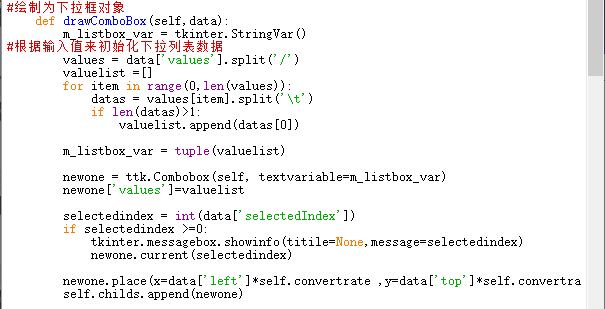 #绘制为下拉框对象
def drawComboBox(self,data):
m_listbox_var = tkinter.StringVar()
#根据输入值来初始化下拉列表数据
values = data['values'].split('/')
valuelist =[]
for item in range(0,len(values)):
datas = values[item].split('\t')
if len(datas)>1:
valuelist.append(datas[0])
m_listbox_var = tuple(valuelist)
newone = ttk.Combobox(self, textvariable=m_listbox_var)
newone['values']=valuelist
selectedindex = int(data['selectedIndex'])
if selectedindex >=0:
tkinter.messagebox.showinfo(titile=None,message=selectedindex)
newone.current(selectedindex)
newone.place(x=data['left']*self.convertrate ,y=data['top']*self.convertra
self.childs.append(newone)